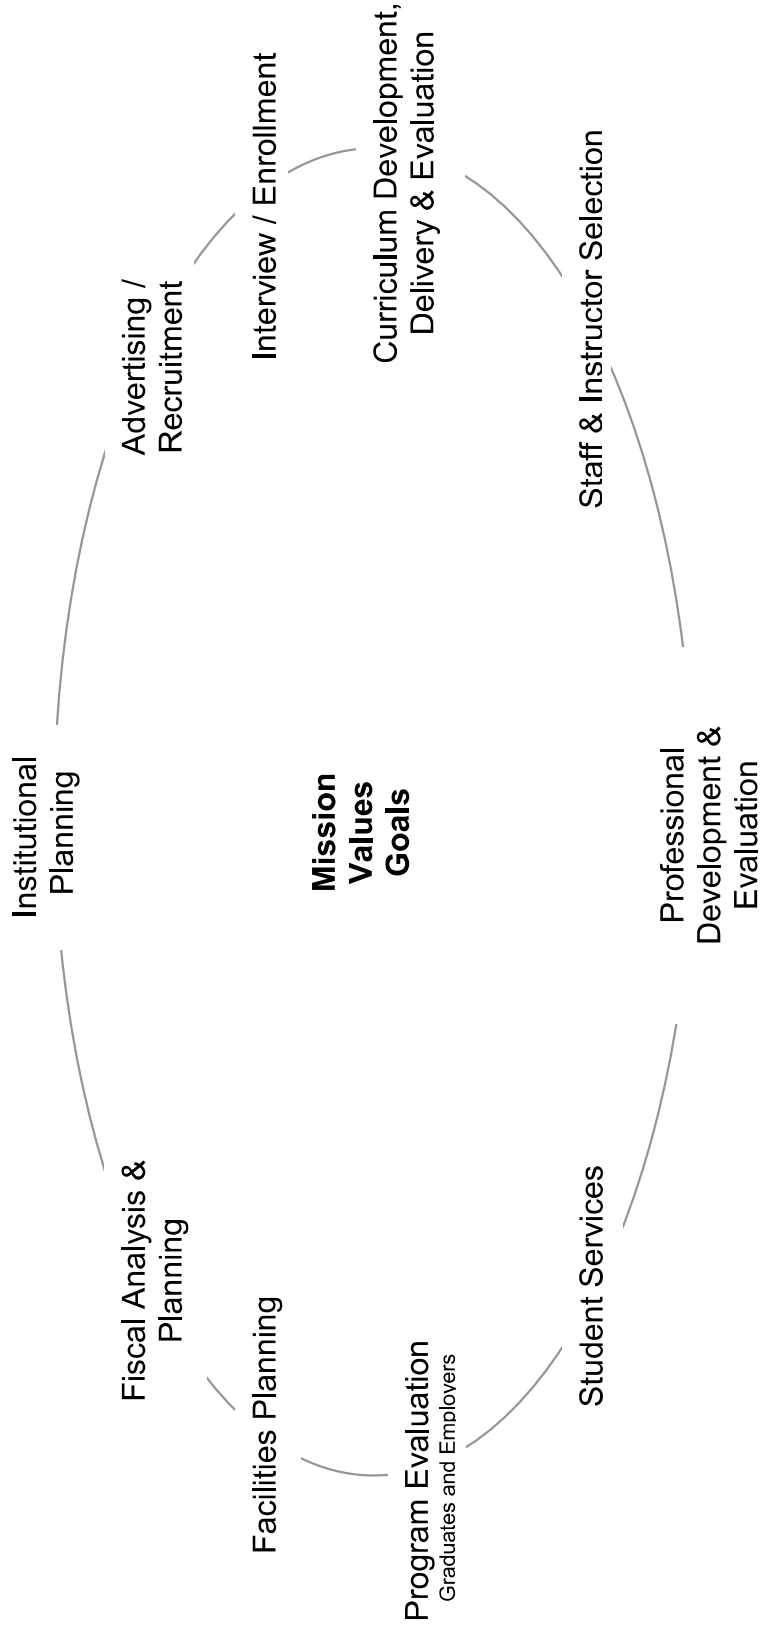 Institutional
Planning
Advertising /
Recruitment
Interview / Enrollment
Curriculum Development,
Delivery & Evaluation
Staff & Instructor Selection
Professional
Development &
Evaluation
Student Services
Program Evaluation
Graduates and Employers
Facilities Planning
Fiscal Analysis &
Planning
Mission
Values
Goals